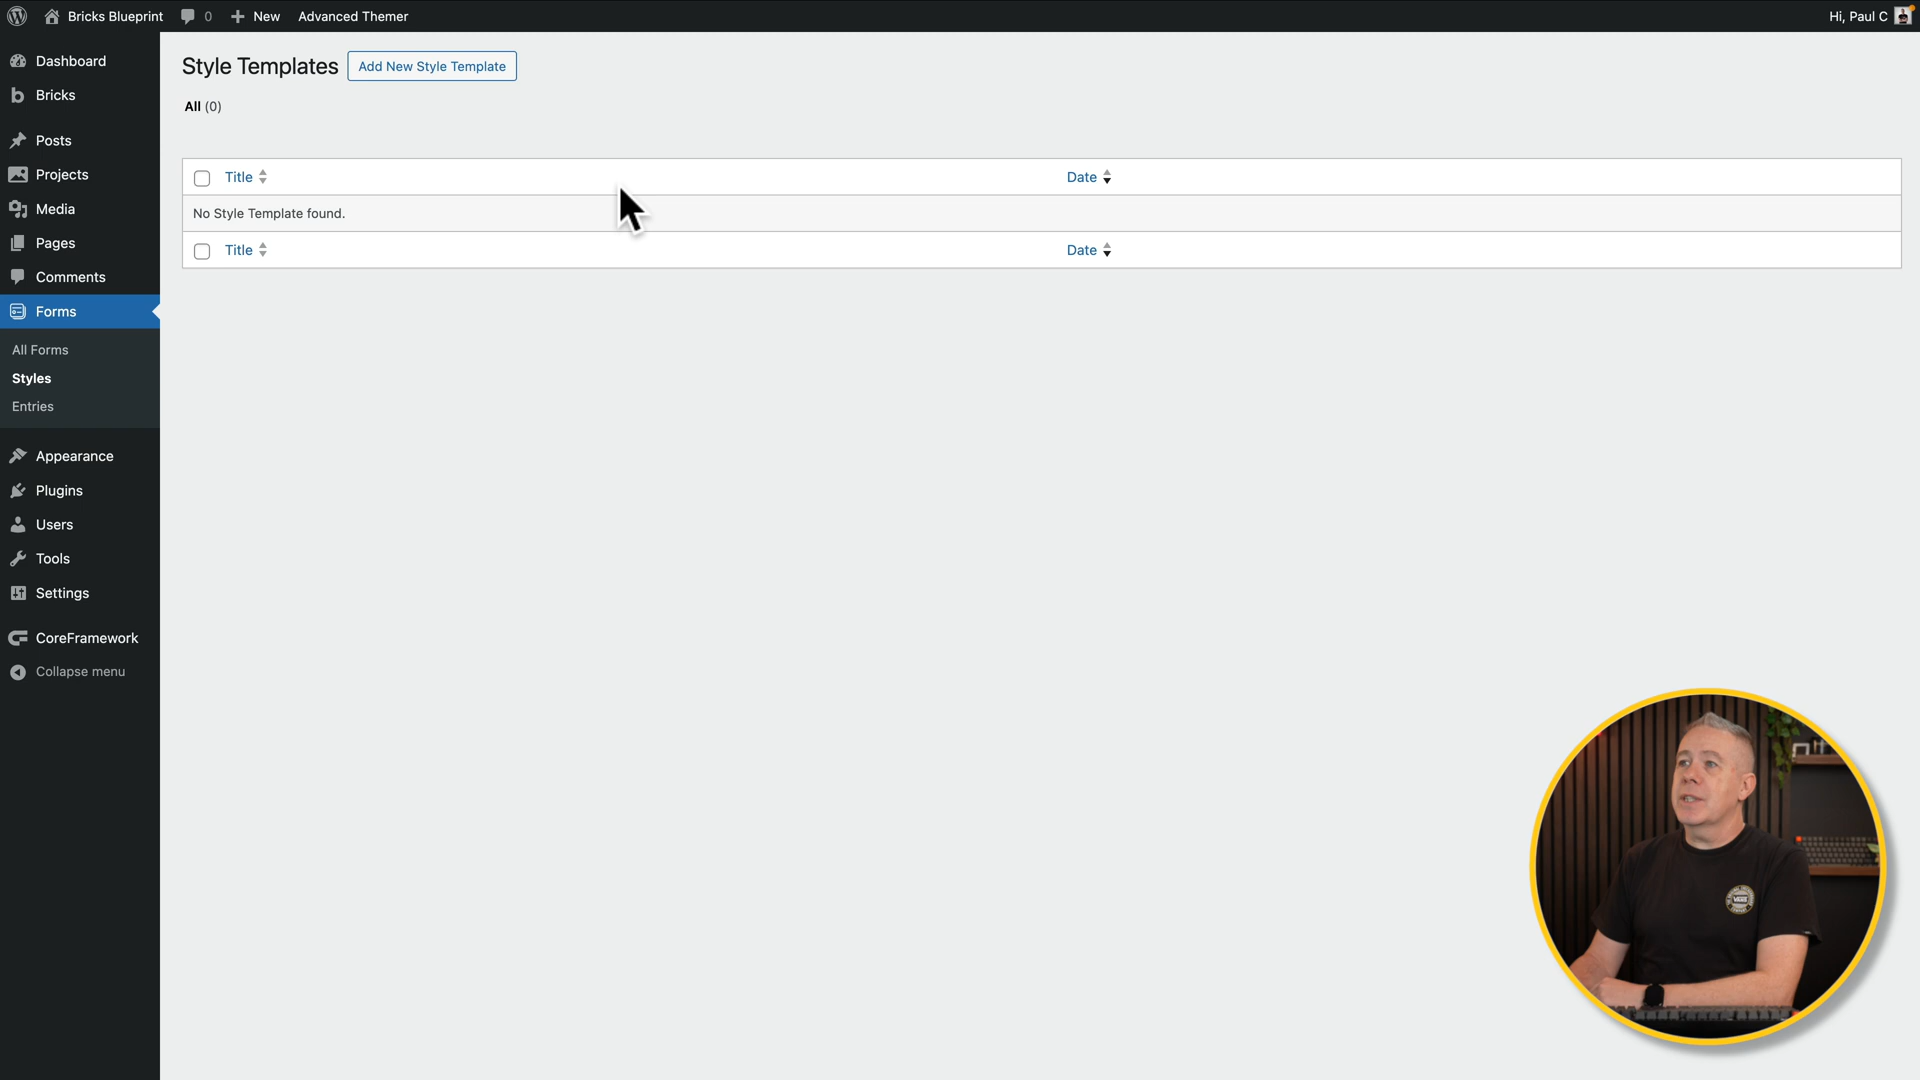 Bricks Blueprint 0 New Advanced Themer Hi, Paul C
Dashboard
Bricks
Posts
Projects
Media
Pages
Comments
Forms
All Forms
Styles
Entries
Appearance
Plugins
Users
Tools
Settings
CoreFramework
Collapse menu
Style Templates Add New Style Template
All (0)
Title Date
No Style Template found.
Title Date
VANS